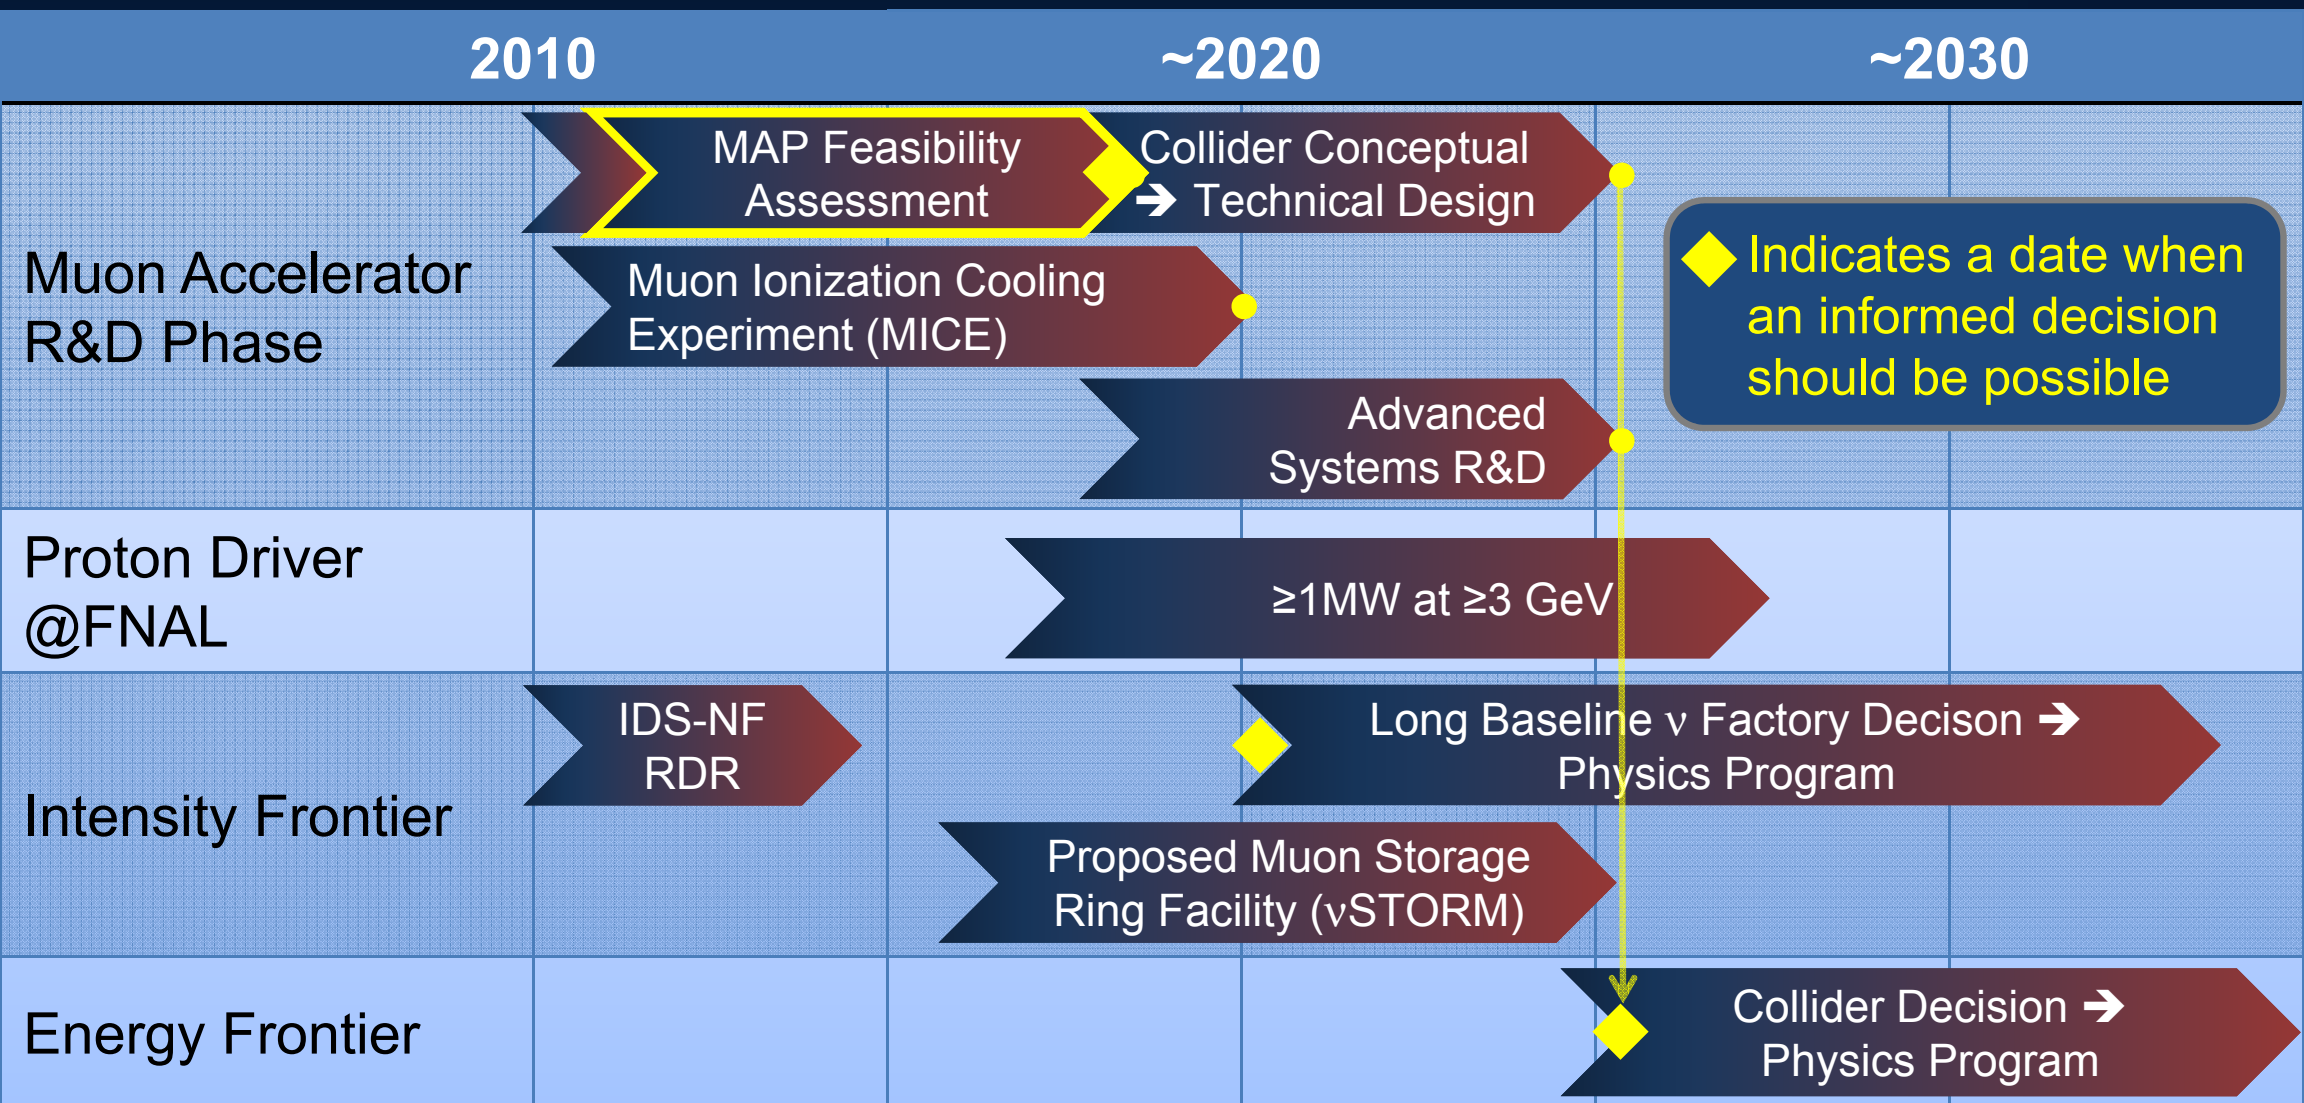 2010 ~2020 ~2030
Muon Accelerator
R&D Phase
MAP Feasibility
Assessment
Collider Conceptual
➔ Technical Design
Muon Ionization Cooling
Experiment (MICE)
Advanced
Systems R&D
Indicates a date when
an informed decision
should be possible
Proton Driver
@FNAL
≥1MW at ≥3 GeV
Intensity Frontier
IDS-NF
RDR
Long Baseline ν Factory Decison ➔
Physics Program
Proposed Muon Storage
Ring Facility (νSTORM)
Energy Frontier
Collider Decision ➔
Physics Program